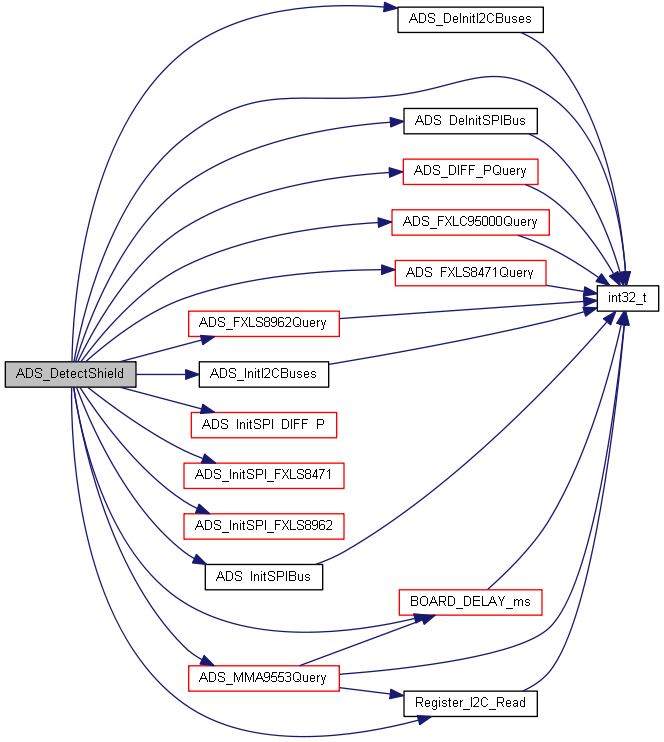 ADS_DeInitI2CBuses
ADS_DeInitSPIBus
ADS_DIFF_PQuery
ADS_FXLC95000Query
ADS_FXLS8471Query
int32_t
ADS_FXLS8962Query
ADS_DetectShield
ADS_InitI2CBuses
ADS_InitSPI_DIFF_P
ADS_InitSPI_FXLS8471
ADS_InitSPI_FXLS8962
ADS_InitSPIBus
BOARD_DELAY_ms
ADS_MMA9553Query
Register_I2C_Read